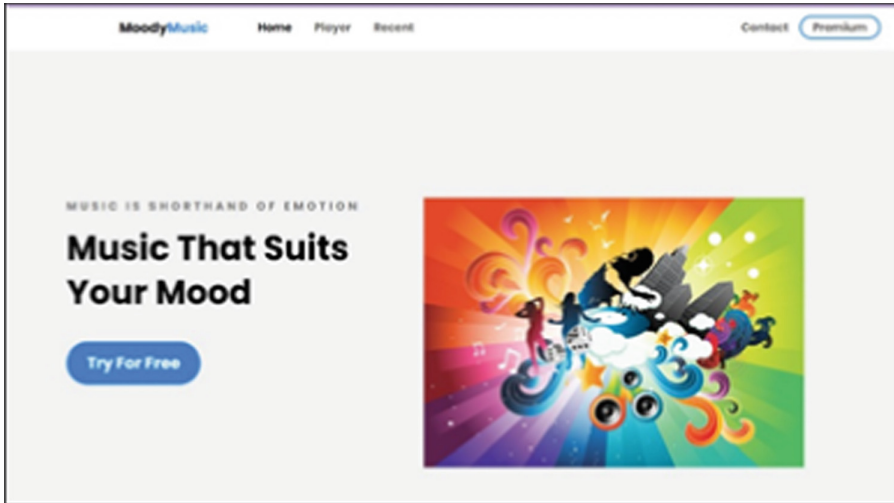 MoodyMusic Home Player Recent Contact Premium
MUSIC IS SHORTHAND OF EMOTION
Music That Suits
Your Mood
Try For Free